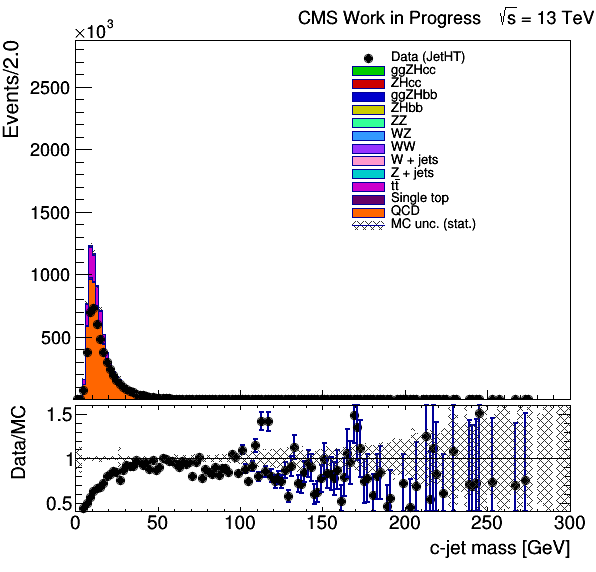 CMS Work in Progress √s = 13 TeV
×10³
Events/2.0
2500
2000
1500
1000
500
Data (JetHT)
ggZHcc
ZHcc
ggZHbb
ZHbb
ZZ
WZ
WW
W + jets
Z + jets
tt̄
Single top
QCD
MC unc. (stat.)
Data/MC
1.5
1
0.5
0 50 100 150 200 250 300
c-jet mass [GeV]